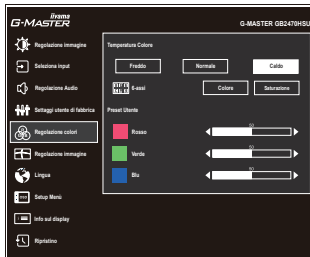 iiyama
G-MASTER
G-MASTER GB2470HSU
Regolazione immagine
Seleziona input
Regolazione Audio
Settaggi utente di fabbrica
Regolazione colori
Regolazione immagine
Lingua
Setup Menù
Info sul display
Ripristino
Temperatura Colore
Freddo
Normale
Caldo
6-assi
Colore
Saturazione
Preset Utente
Rosso
50
Verde
50
Blu
50